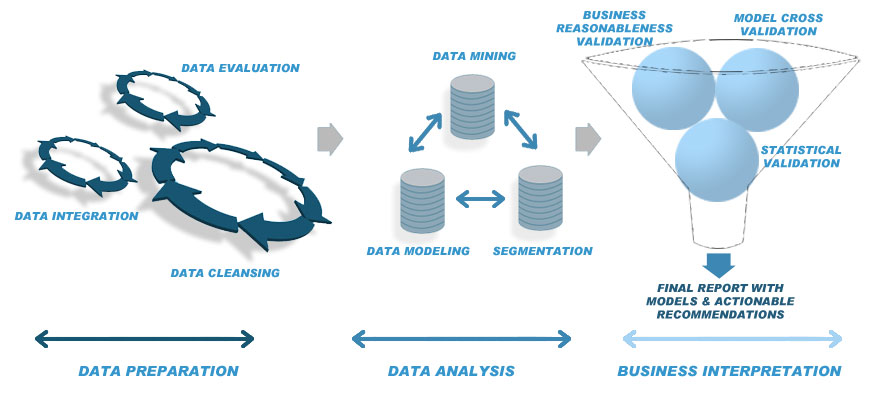 BUSINESS
REASONABLENESS
VALIDATION
MODEL CROSS
VALIDATION
DATA MINING
DATA EVALUATION
STATISTICAL
VALIDATION
DATA INTEGRATION
DATA MODELING
SEGMENTATION
DATA CLEANSING
FINAL REPORT WITH
MODELS & ACTIONABLE
RECOMMENDATIONS
DATA PREPARATION
DATA ANALYSIS
BUSINESS INTERPRETATION